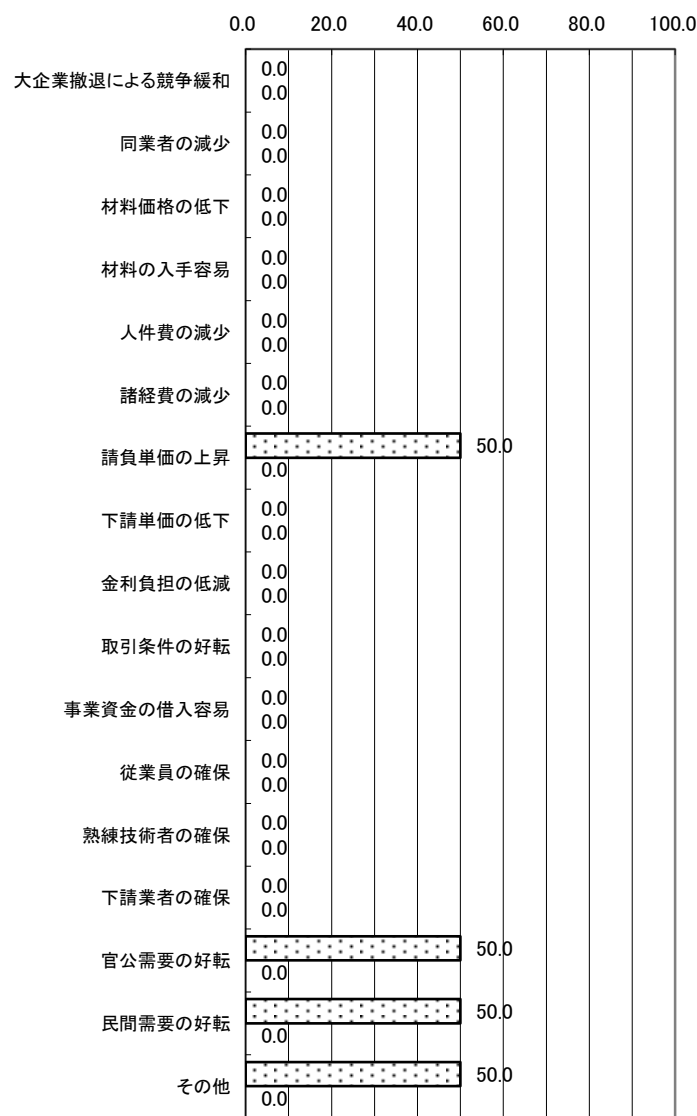 0.0 20.0 40.0 60.0 80.0 100.0
大企業撤退による競争緩和 0.0
0.0
同業者の減少 0.0
0.0
材料価格の低下 0.0
0.0
材料の入手容易 0.0
0.0
人件費の減少 0.0
0.0
諸経費の減少 0.0
0.0
請負単価の上昇 50.0
0.0
下請単価の低下 0.0
0.0
金利負担の低減 0.0
0.0
取引条件の好転 0.0
0.0
事業資金の借入容易 0.0
0.0
従業員の確保 0.0
0.0
熟練技術者の確保 0.0
0.0
下請業者の確保 0.0
0.0
官公需要の好転 50.0
0.0
民間需要の好転 50.0
0.0
その他 50.0
0.0